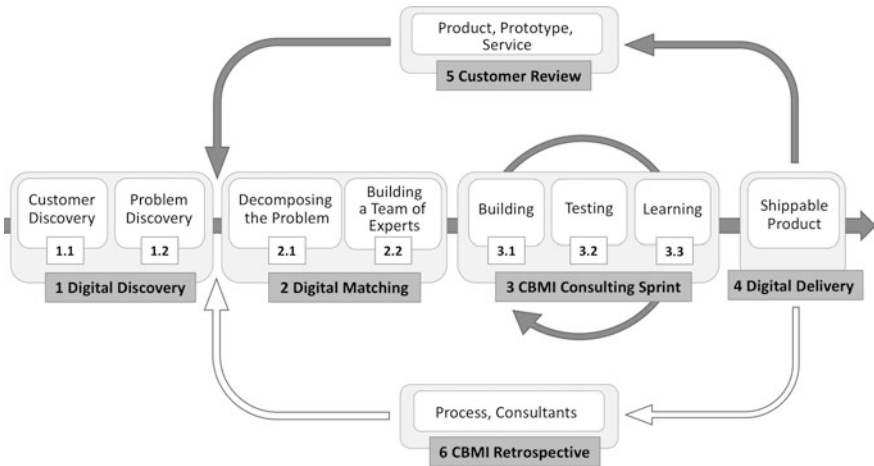 Product, Prototype,
Service
5 Customer Review
Customer
Discovery
1.1
Problem
Discovery
1.2
1 Digital Discovery
Decomposing
the Problem
2.1
Building
a Team of
Experts
2.2
2 Digital Matching
Building
3.1
Testing
3.2
Learning
3.3
3 CBMI Consulting Sprint
Shippable
Product
4 Digital Delivery
Process, Consultants
6 CBMI Retrospective